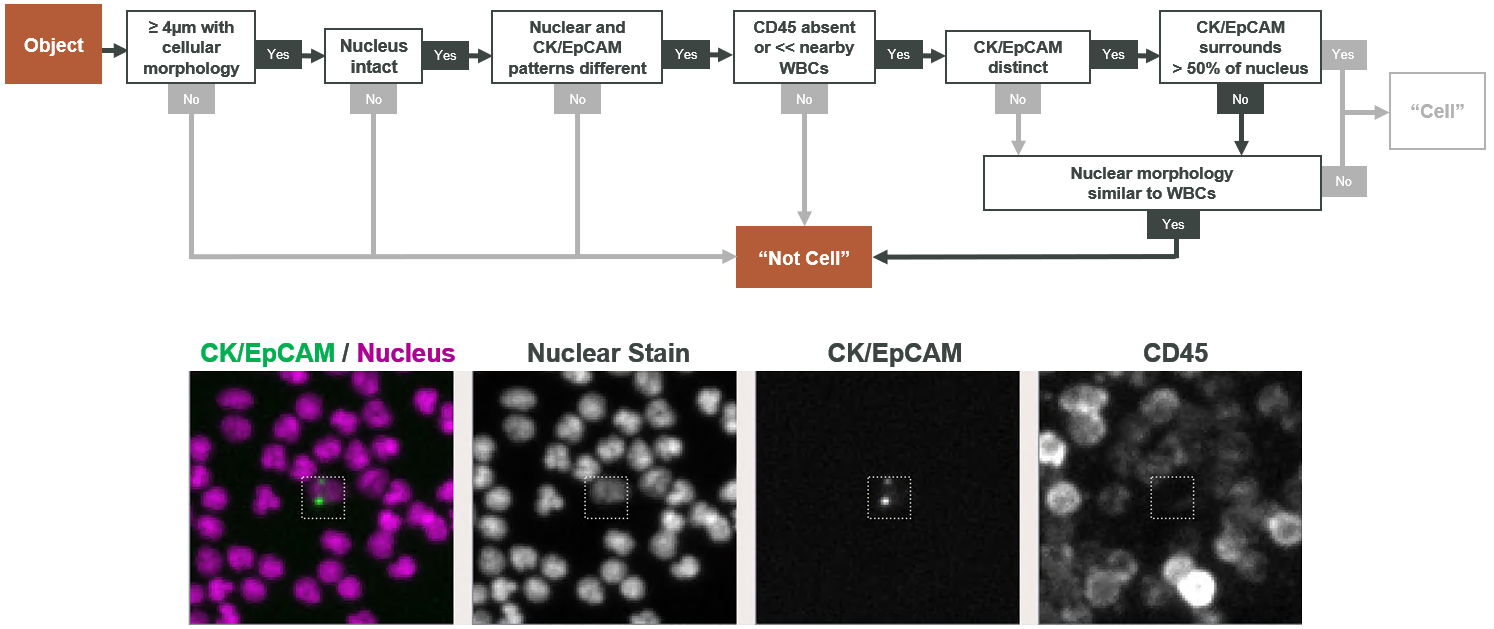 Object
≥ 4μm with
cellular
morphology
Yes
Nucleus
intact
Yes
Nuclear and
CK/EpCAM
patterns different
Yes
CD45 absent
or << nearby
WBCs
Yes
CK/EpCAM
distinct
Yes
CK/EpCAM
surrounds
> 50% of nucleus
Yes
No
No
No
No
No
No
“Cell”
Nuclear morphology
similar to WBCs
No
Yes
“Not Cell”
CK/EpCAM / Nucleus
Nuclear Stain
CK/EpCAM
CD45